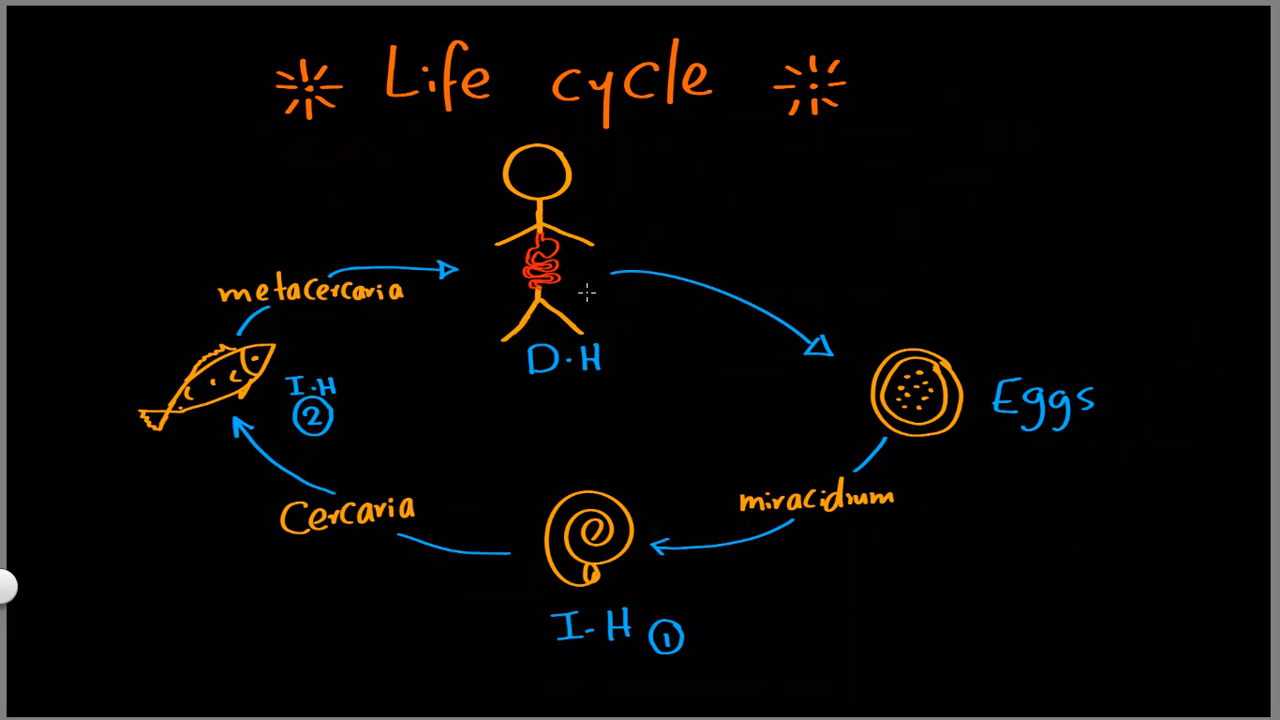 Life cycle
metacercaria
D.H
I.H
2
Eggs
miracidium
Cercaria
I-H 1